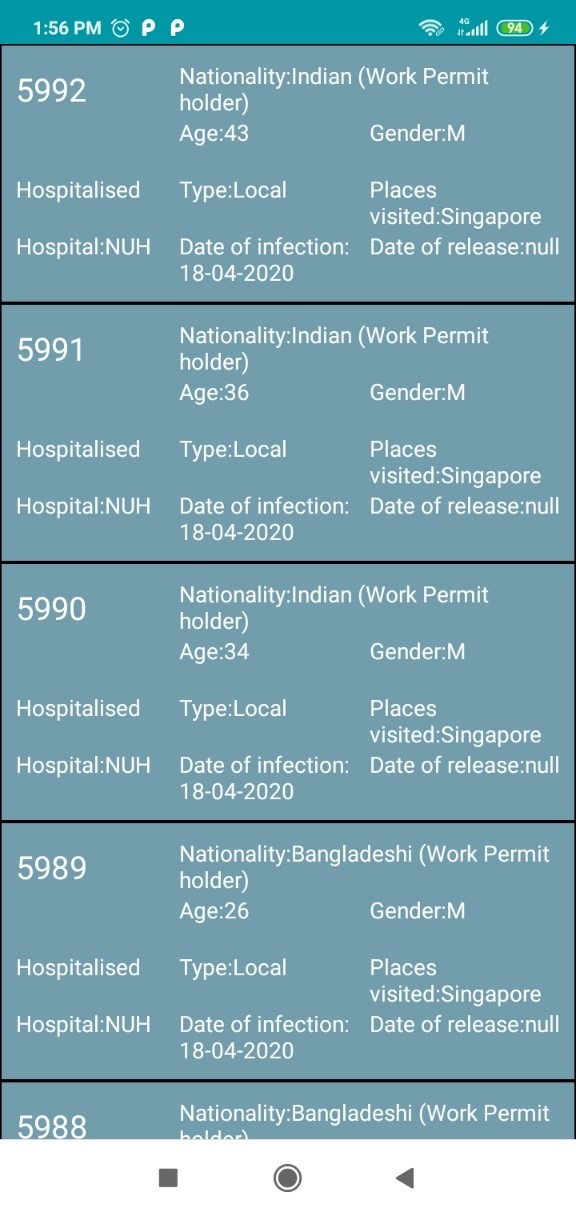 1:56 PM P P 4G 94
5992
Nationality:Indian (Work Permit
holder)
Age:43 Gender:M
Hospitalised Type:Local Places
visited:Singapore
Hospital:NUH Date of infection: Date of release:null
18-04-2020
5991
Nationality:Indian (Work Permit
holder)
Age:36 Gender:M
Hospitalised Type:Local Places
visited:Singapore
Hospital:NUH Date of infection: Date of release:null
18-04-2020
5990
Nationality:Indian (Work Permit
holder)
Age:34 Gender:M
Hospitalised Type:Local Places
visited:Singapore
Hospital:NUH Date of infection: Date of release:null
18-04-2020
5989
Nationality:Bangladeshi (Work Permit
holder)
Age:26 Gender:M
Hospitalised Type:Local Places
visited:Singapore
Hospital:NUH Date of infection: Date of release:null
18-04-2020
5988
Nationality:Bangladeshi (Work Permit
holder)